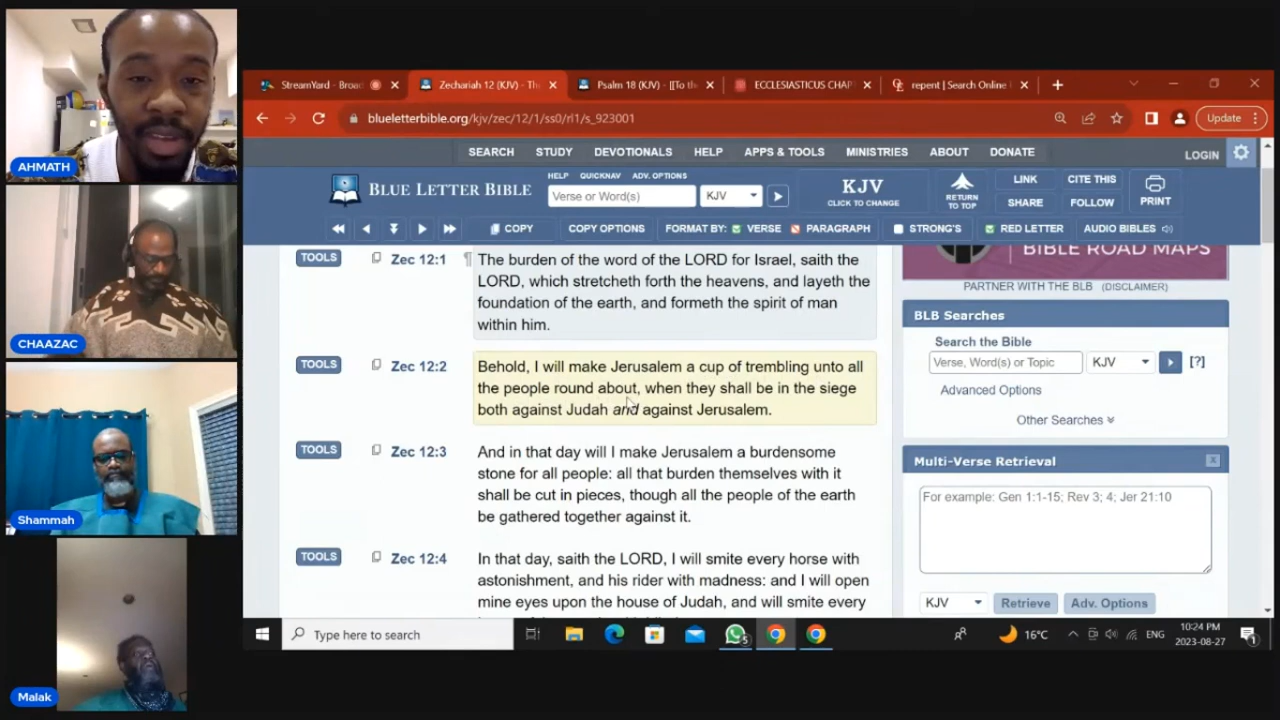 AHMATH
CHAAZAC
Shammah
Malak
StreamYard - Broad
Zechariah 12 (KJV) - Th
Psalm 18 (KJV) - [[To th
ECCLESIASTICUS CHAP
repent | Search Online
blueletterbible.org/kjv/zec/12/1/ss0/rl1/s_923001
Update
SEARCH STUDY DEVOTIONALS HELP APPS & TOOLS MINISTRIES ABOUT DONATE
LOGIN
BLUE LETTER BIBLE
HELP QUICKNAV ADV. OPTIONS
Verse or Word(s)
KJV
KJV
CLICK TO CHANGE
RETURN
TO TOP
LINK
SHARE
CITE THIS
FOLLOW
PRINT
COPY COPY OPTIONS FORMAT BY: VERSE PARAGRAPH STRONG'S RED LETTER AUDIO BIBLES
TOOLS Zec 12:1 ¶ The burden of the word of the LORD for Israel, saith the
LORD, which stretcheth forth the heavens, and layeth the
foundation of the earth, and formeth the spirit of man
within him.
TOOLS Zec 12:2 Behold, I will make Jerusalem a cup of trembling unto all
the people round about, when they shall be in the siege
both against Judah and against Jerusalem.
TOOLS Zec 12:3 And in that day will I make Jerusalem a burdensome
stone for all people: all that burden themselves with it
shall be cut in pieces, though all the people of the earth
be gathered together against it.
TOOLS Zec 12:4 In that day, saith the LORD, I will smite every horse with
astonishment, and his rider with madness: and I will open
mine eyes upon the house of Judah, and will smite every
BIBLE ROAD MAPS
PARTNER WITH THE BLB (DISCLAIMER)
BLB Searches
Search the Bible
Verse, Word(s) or Topic
KJV
[?]
Advanced Options
Other Searches
Multi-Verse Retrieval
For example: Gen 1:1-15; Rev 3; 4; Jer 21:10
KJV
Retrieve
Adv. Options
Type here to search
5
16°C
ENG
10:24 PM
2023-08-27
1